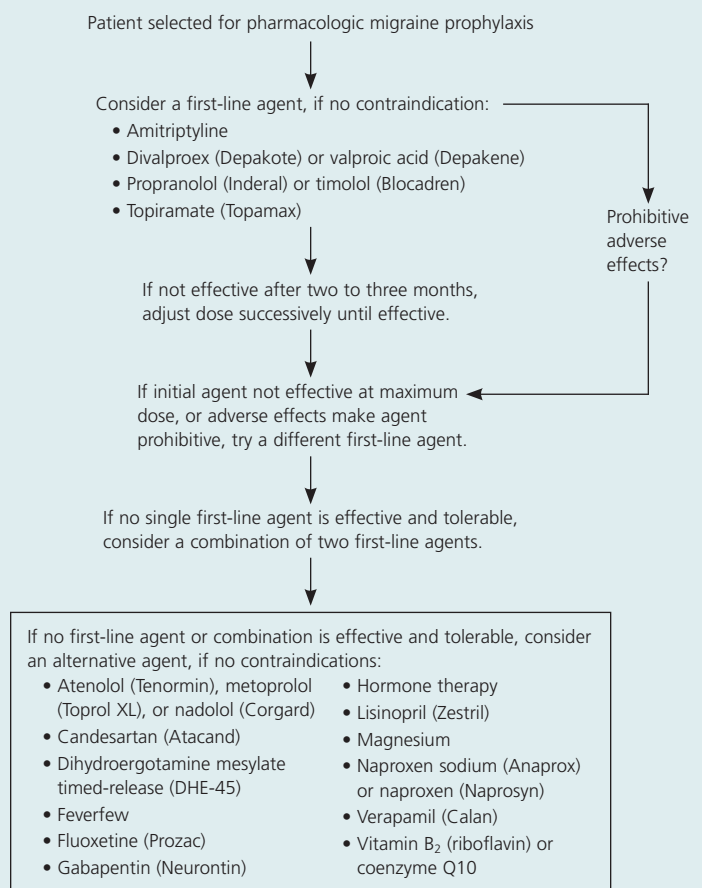 Patient selected for pharmacologic migraine prophylaxis
Consider a first-line agent, if no contraindication:
• Amitriptyline
• Divalproex (Depakote) or valproic acid (Depakene)
• Propranolol (Inderal) or timolol (Blocadren)
• Topiramate (Topamax)
Prohibitive
adverse
effects?
If not effective after two to three months,
adjust dose successively until effective.
If initial agent not effective at maximum
dose, or adverse effects make agent
prohibitive, try a different first-line agent.
If no single first-line agent is effective and tolerable,
consider a combination of two first-line agents.
If no first-line agent or combination is effective and tolerable, consider
an alternative agent, if no contraindications:
• Atenolol (Tenormin), metoprolol
(Toprol XL), or nadolol (Corgard)
• Candesartan (Atacand)
• Dihydroergotamine mesylate
timed-release (DHE-45)
• Feverfew
• Fluoxetine (Prozac)
• Gabapentin (Neurontin)
• Hormone therapy
• Lisinopril (Zestril)
• Magnesium
• Naproxen sodium (Anaprox)
or naproxen (Naprosyn)
• Verapamil (Calan)
• Vitamin B₂ (riboflavin) or
coenzyme Q10